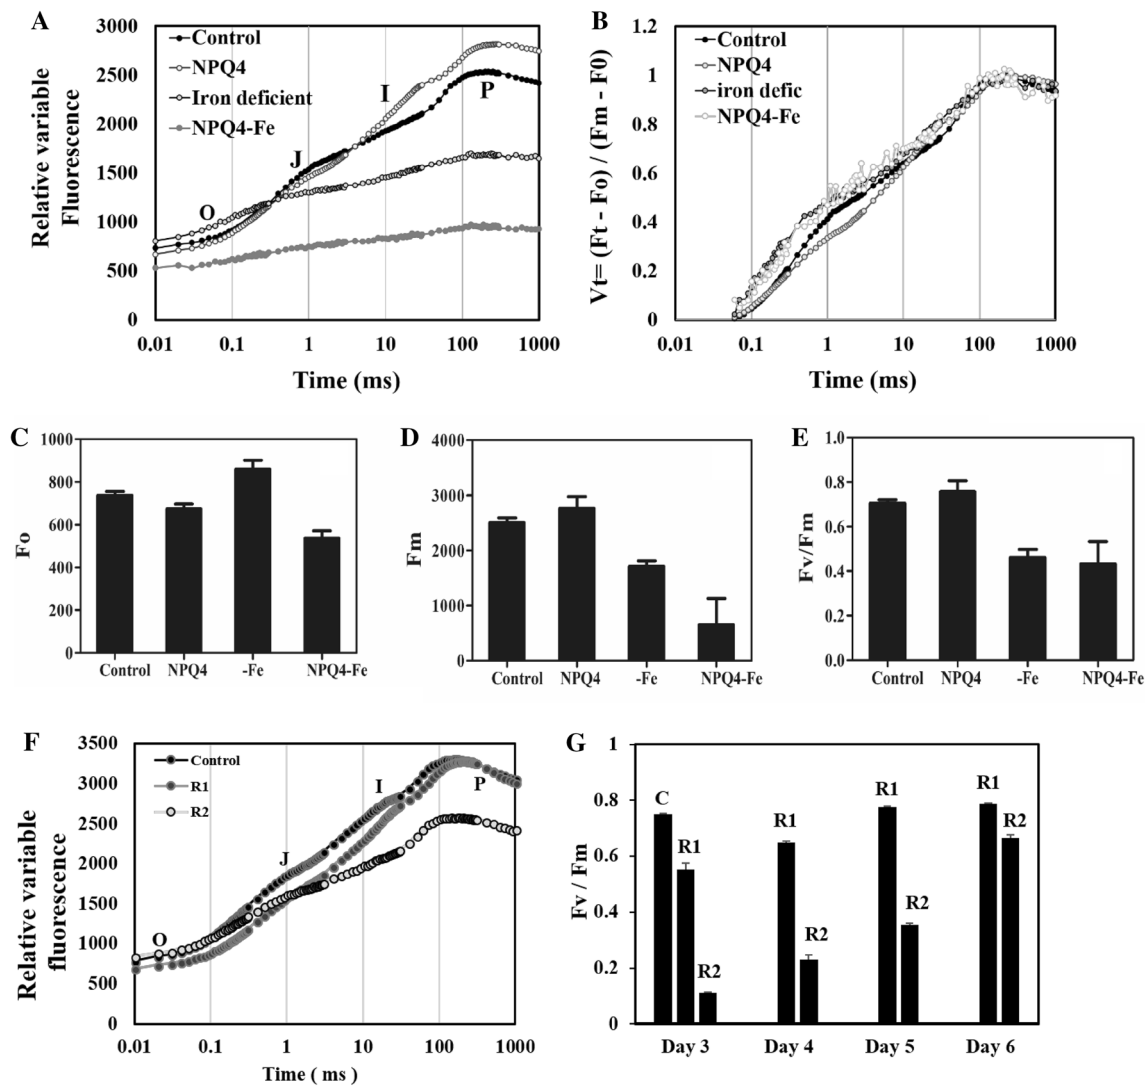 A
Relative variable
Fluorescence
3000
2500
2000
1500
1000
500
0
Control
NPQ4
Iron deficient
NPQ4-Fe
O
J
I
P
0.01
0.1
1
10
100
1000
Time (ms)
B
Vt= (Ft - Fo) / (Fm - F0)
1.2
1
0.8
0.6
0.4
0.2
0
Control
NPQ4
iron defic
NPQ4-Fe
0.01
0.1
1
10
100
1000
Time (ms)
C
Fo
1000
800
600
400
200
0
Control
NPQ4
-Fe
NPQ4-Fe
D
Fm
4000
3000
2000
1000
0
Control
NPQ4
-Fe
NPQ4-Fe
E
Fv/Fm
1.0
0.8
0.6
0.4
0.2
0.0
Control
NPQ4
-Fe
NPQ4-Fe
F
Relative variable
fluorescence
3500
3000
2500
2000
1500
1000
500
0
Control
R1
R2
O
J
I
P
0.01
0.1
1
10
100
1000
Time ( ms )
G
Fv / Fm
1
0.8
0.6
0.4
0.2
0
C
R1
R2
R1
R2
R1
R2
R1
R2
Day 3
Day 4
Day 5
Day 6